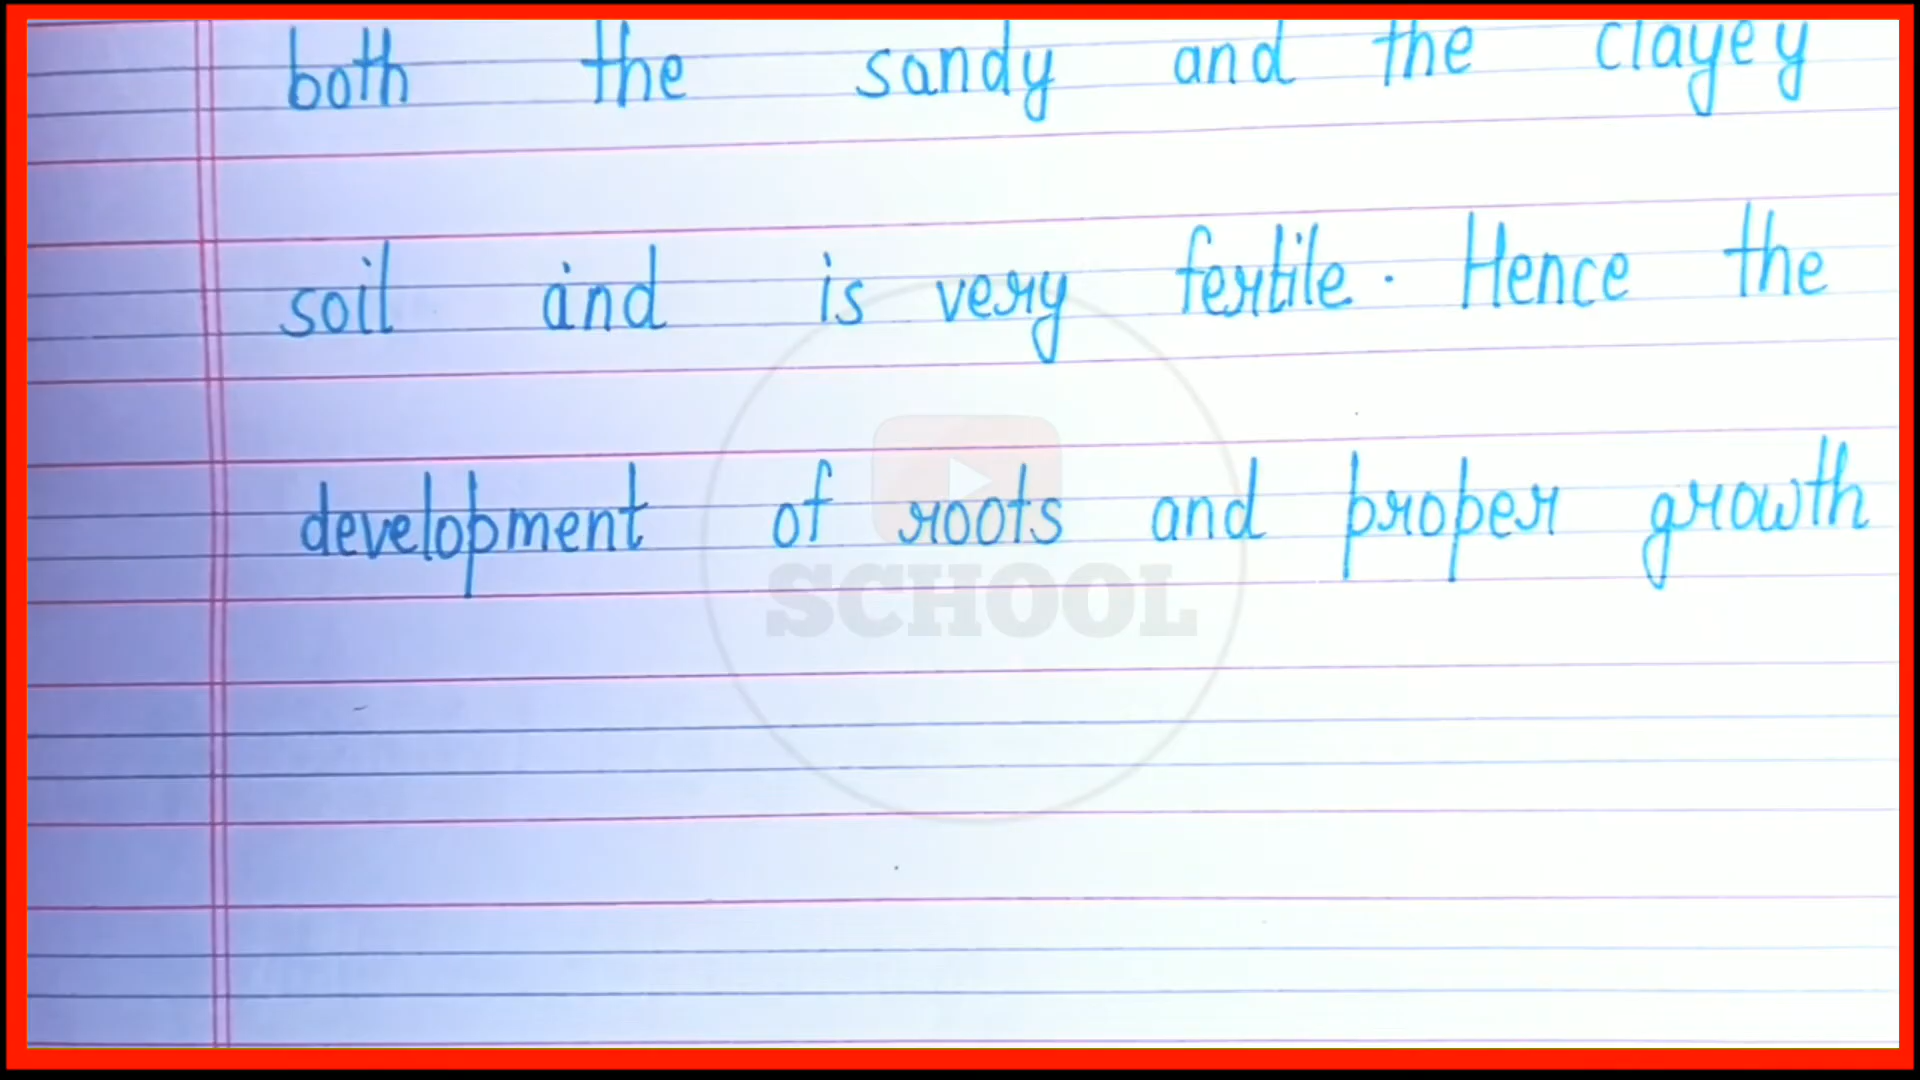 both the sandy and the clayey
soil and is very fertile. Hence the
development of roots and proper growth
SCHOOL